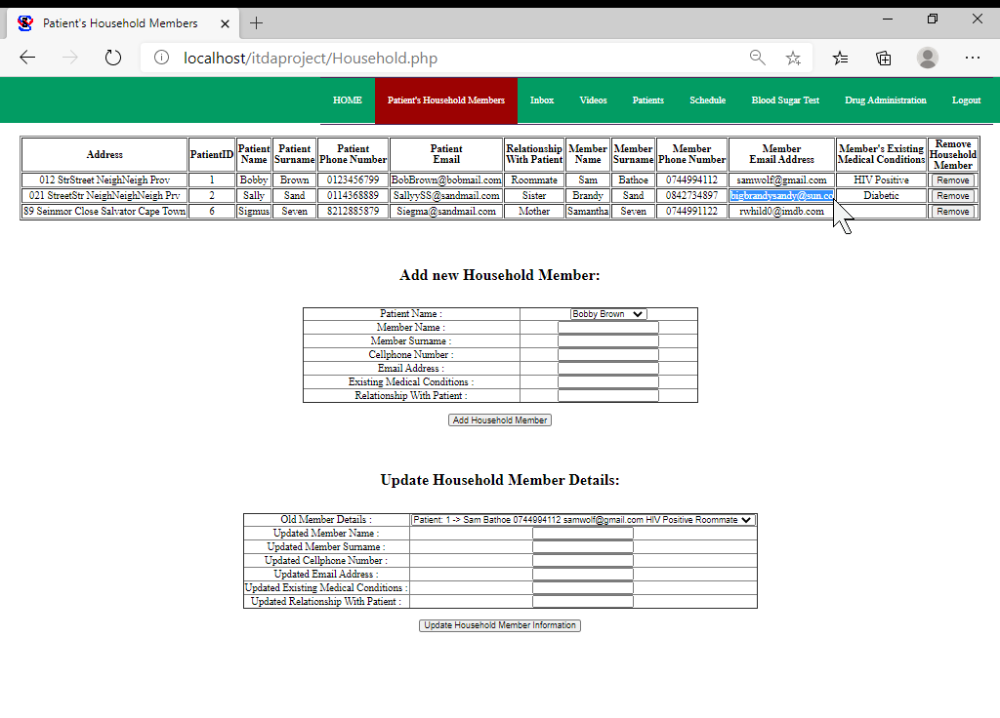 Patient's Household Members
localhost/itdaproject/Household.php
HOME Patient's Household Members Inbox Videos Patients Schedule Blood Sugar Test Drug Administration Logout
Address PatientID Patient Name Patient Surname Patient Phone Number Patient Email Relationship With Patient Member Name Member Surname Member Phone Number Member Email Address Member's Existing Medical Conditions Remove Household Member
012 StrStreet NeighNeigh Prov 1 Bobby Brown 0123456799 BobBrown@bobmail.com Roommate Sam Bathoe 0744994112 samwolf@gmail.com HIV Positive Remove
021 StreetStr NeighNeighNeigh Prv 2 Sally Sand 0114368889 SallyySS@sandmail.com Sister Brandy Sand 0842734897 bigbrandysandy@sun.co Diabetic Remove
89 Seinmor Close Salvator Cape Town 6 Sigmus Seven 8212885879 Siegma@sandmail.com Mother Samantha Seven 0744991122 rwhild0@imdb.com Remove
Add new Household Member:
Patient Name : Bobby Brown
Member Name :
Member Surname :
Cellphone Number :
Email Address :
Existing Medical Conditions :
Relationship With Patient :
Add Household Member
Update Household Member Details:
Old Member Details : Patient: 1 -> Sam Bathoe 0744994112 samwolf@gmail.com HIV Positive Roommate
Updated Member Name :
Updated Member Surname :
Updated Cellphone Number :
Updated Email Address :
Updated Existing Medical Conditions :
Updated Relationship With Patient :
Update Household Member Information